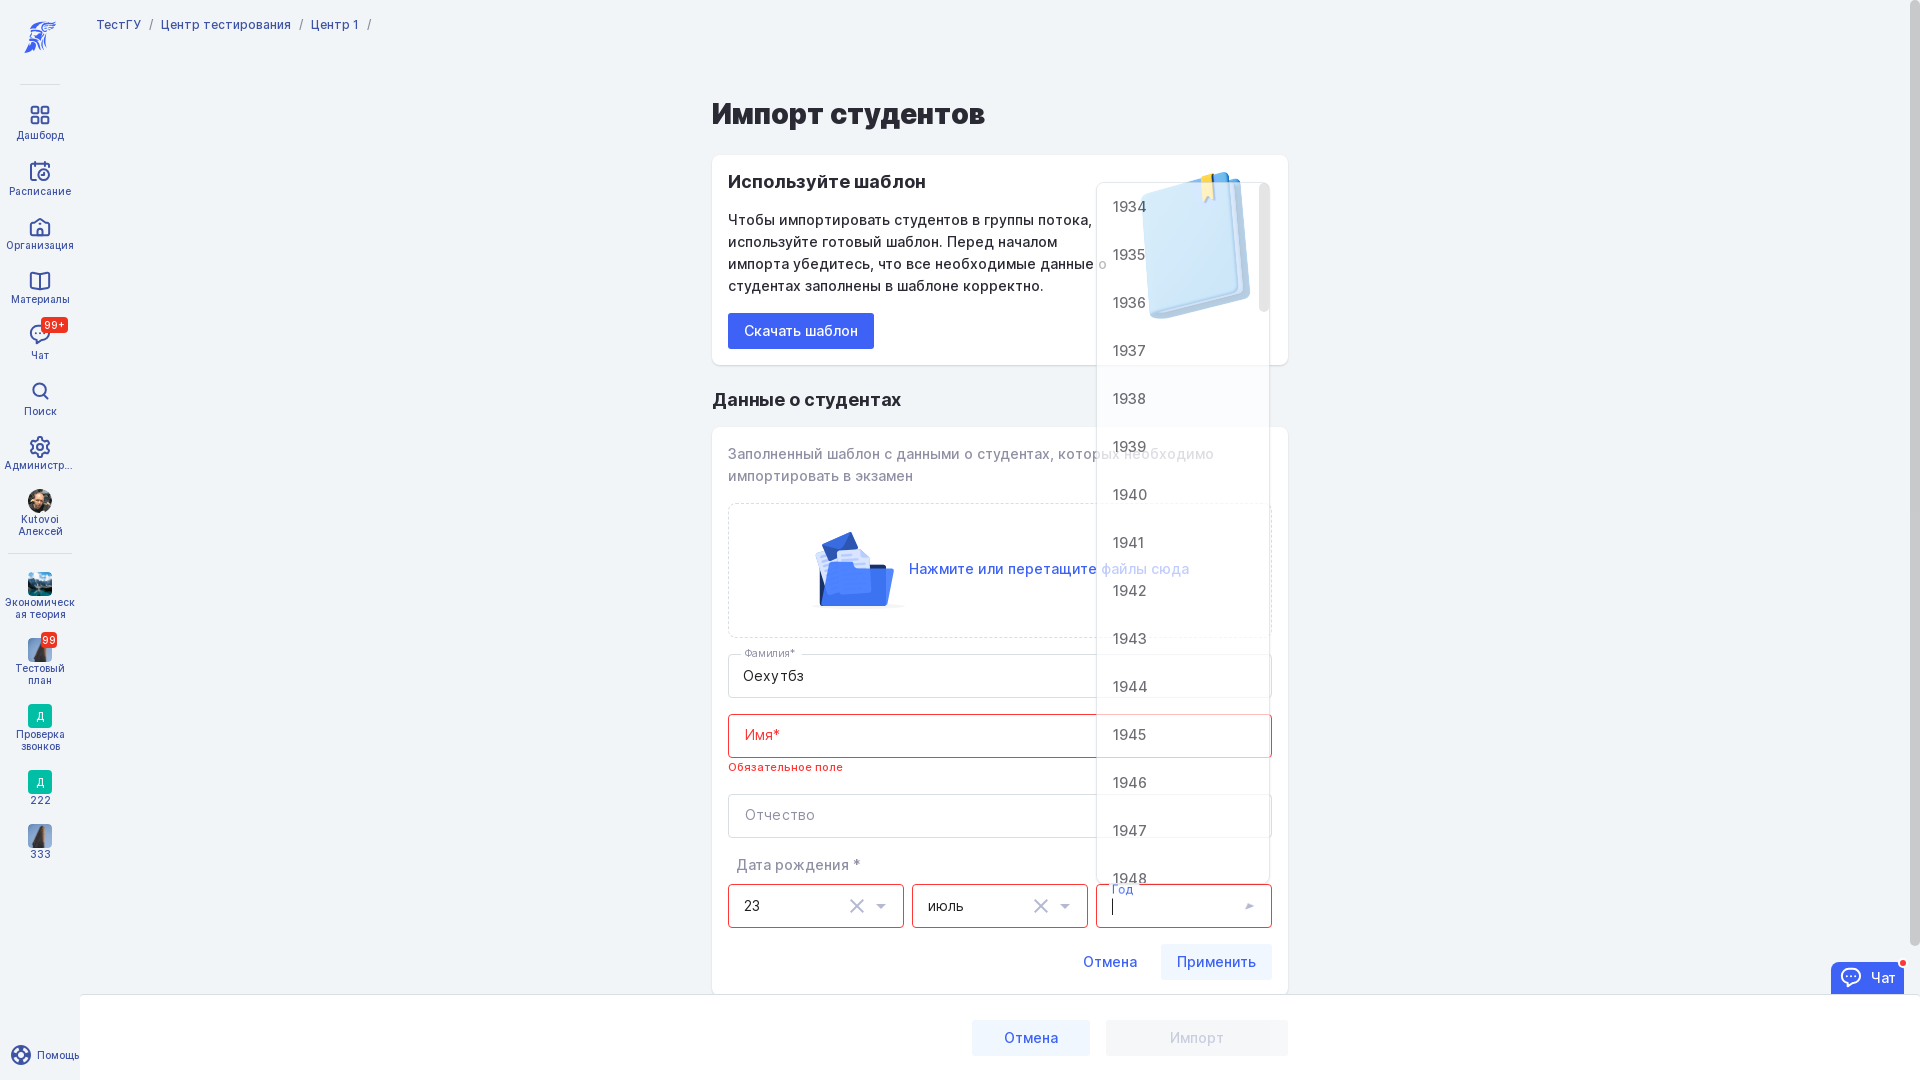 ТестГУ / Центр тестирования / Центр 1 /
Дашборд
Расписание
Организация
Материалы
99+
Чат
Поиск
Администр...
Kutovoi
Алексей
Экономическ
ая теория
99
Тестовый
план
Д
Проверка
звонков
Д
222
333
Помощь
Импорт студентов
Используйте шаблон
Чтобы импортировать студентов в группы потока,
используйте готовый шаблон. Перед началом
импорта убедитесь, что все необходимые данные о
студентах заполнены в шаблоне корректно.
Скачать шаблон
Данные о студентах
Заполненный шаблон с данными о студентах, которых необходимо
импортировать в экзамен
Нажмите или перетащите файлы сюда
Фамилия*
Оехутбз
Имя*
Обязательное поле
Отчество
Дата рождения *
23
июль
Год
1934
1935
1936
1937
1938
1939
1940
1941
1942
1943
1944
1945
1946
1947
1948
Отмена
Применить
Чат
Отмена
Импорт